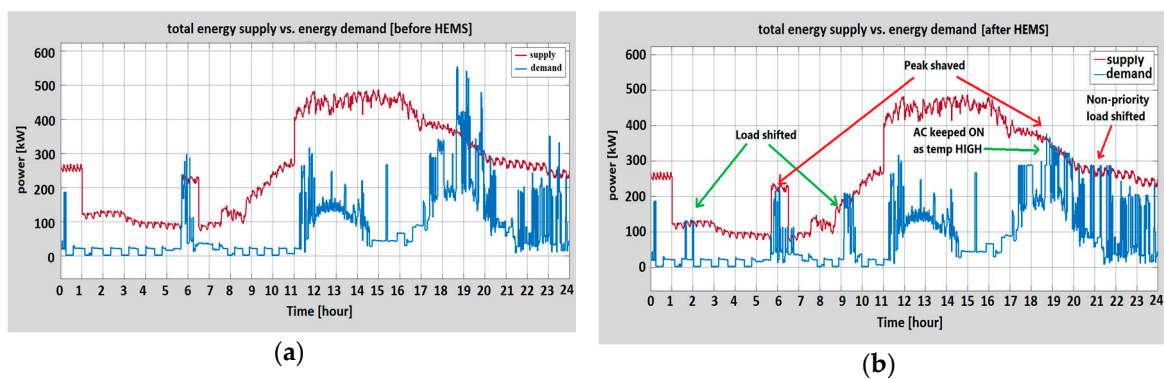 total energy supply vs. energy demand [before HEMS]
600
500
400
300
200
100
0
power [kW]
supply
demand
0 1 2 3 4 5 6 7 8 9 10 11 12 13 14 15 16 17 18 19 20 21 22 23 24
Time [hour]
(a)
total energy supply vs. energy demand [after HEMS]
600
500
400
300
200
100
0
power [kW]
supply
demand
Peak shaved
Non-priority
load shifted
Load shifted
AC keeped ON
as temp HIGH
0 1 2 3 4 5 6 7 8 9 10 11 12 13 14 15 16 17 18 19 20 21 22 23 24
Time [hour]
(b)